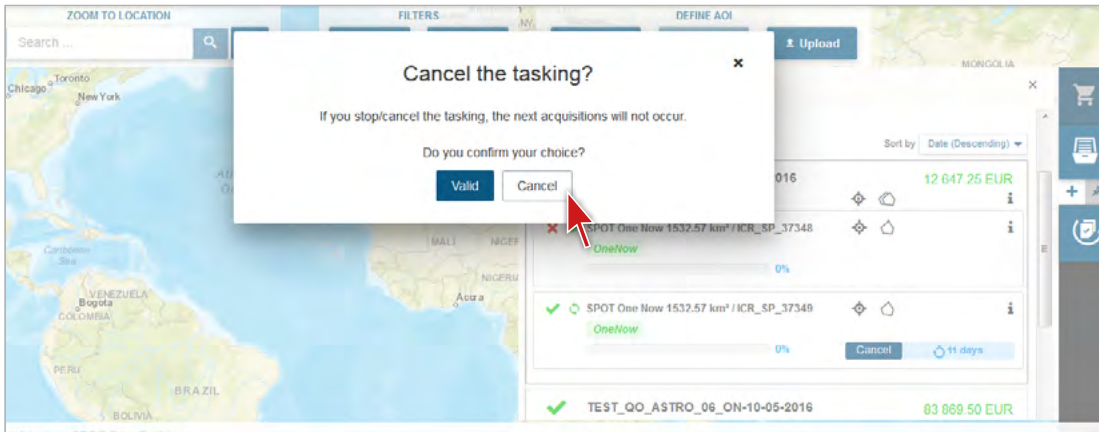 ZOOM TO LOCATION
FILTERS
DEFINE AOI
Search ...
Upload
NY
MONGOLIA
Toronto
Chicago
New York
Cancel the tasking?
×
If you stop/cancel the tasking, the next acquisitions will not occur.
Do you confirm your choice?
Valid
Cancel
×
Sort by
Date (Descending)
016
12 647.25 EUR
i
SPOT One Now 1532.57 km² / ICR_SP_37348
i
OneNow
0%
SPOT One Now 1532.57 km² / ICR_SP_37349
i
OneNow
0%
Cancel
11 days
TEST_QO_ASTRO_06_ON-10-05-2016
83 869.50 EUR
Caribbean
Sea
MALI
NIGER
NIGERIA
Accra
VENEZUELA
Bogota
COLOMBIA
PERU
BRAZIL
BOLIVIA